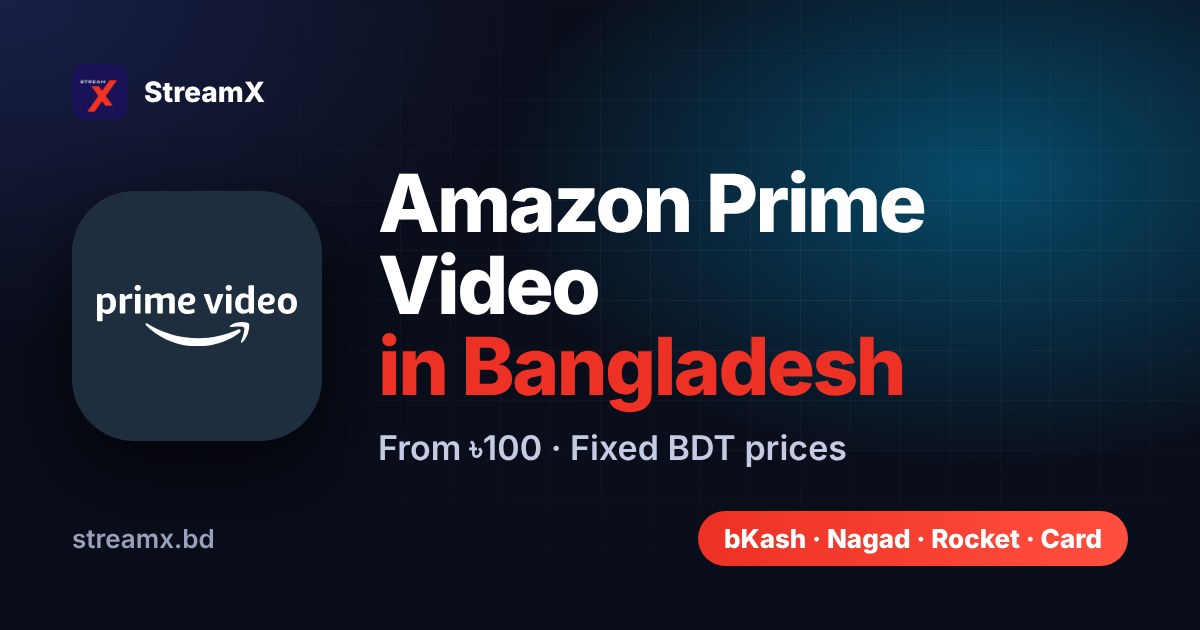 STREAM
X
StreamX
Amazon Prime
Video
in Bangladesh
prime video
From ৳100 · Fixed BDT prices
streamx.bd
bKash · Nagad · Rocket · Card